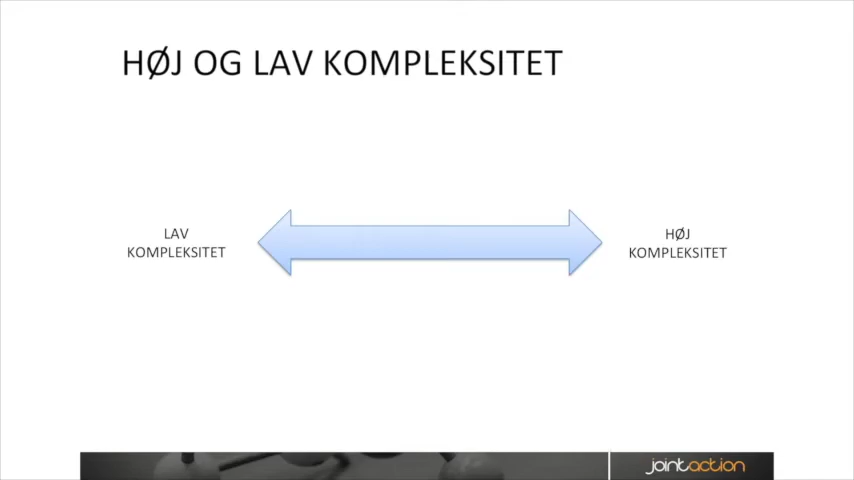 HØJ OG LAV KOMPLEKSITET
LAV
KOMPLEKSITET
HØJ
KOMPLEKSITET
jointaction